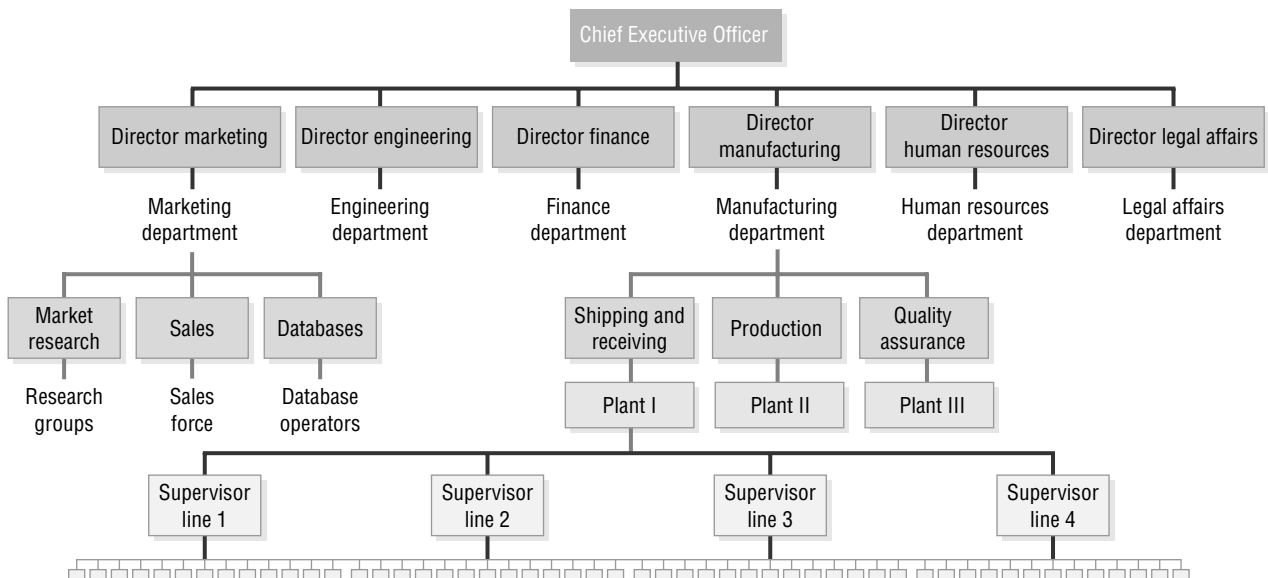 Chief Executive Officer
Director marketing
Director engineering
Director finance
Director
manufacturing
Director
human resources
Director legal affairs
Marketing
department
Engineering
department
Finance
department
Manufacturing
department
Human resources
department
Legal affairs
department
Market
research
Sales
Databases
Shipping and
receiving
Production
Quality
assurance
Research
groups
Sales
force
Database
operators
Plant I
Plant II
Plant III
Supervisor
line 1
Supervisor
line 2
Supervisor
line 3
Supervisor
line 4